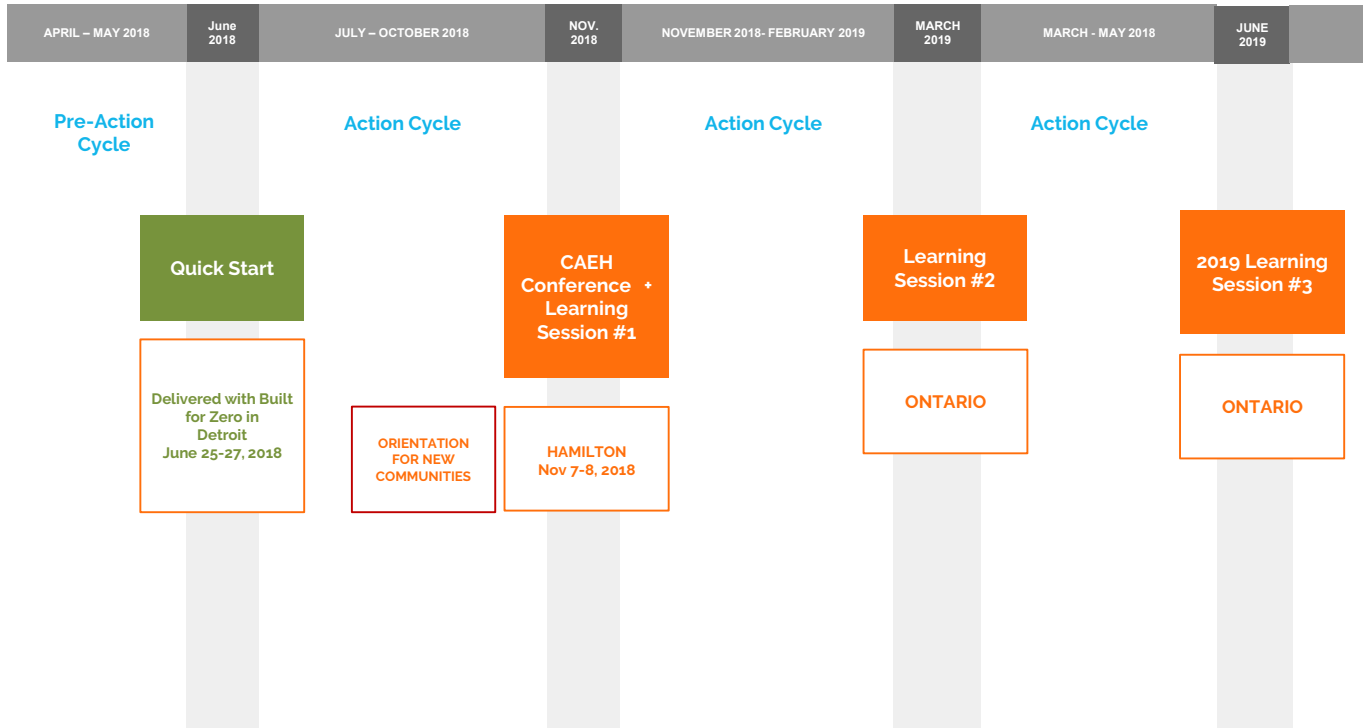 APRIL – MAY 2018
June
2018
JULY – OCTOBER 2018
NOV.
2018
NOVEMBER 2018- FEBRUARY 2019
MARCH
2019
MARCH - MAY 2018
JUNE
2019
Pre-Action
Cycle
Action Cycle
Action Cycle
Action Cycle
Quick Start
CAEH
Conference +
Learning
Session #1
Learning
Session #2
2019 Learning
Session #3
Delivered with Built
for Zero in
Detroit
June 25-27, 2018
ORIENTATION
FOR NEW
COMMUNITIES
HAMILTON
Nov 7-8, 2018
ONTARIO
ONTARIO